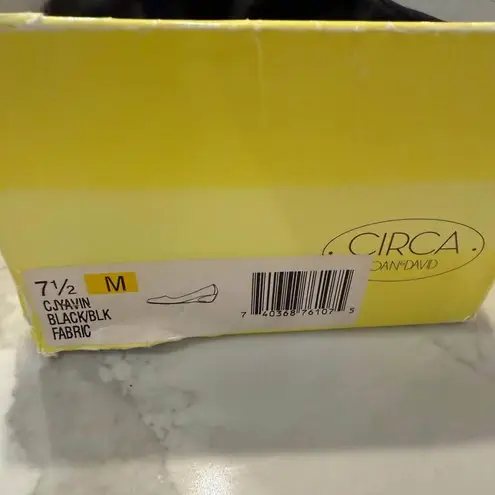 CIRCA
JOAN & DAVID
7½ M
CJYAVIN
BLACK/BLK
FABRIC
7 40368 76107 5